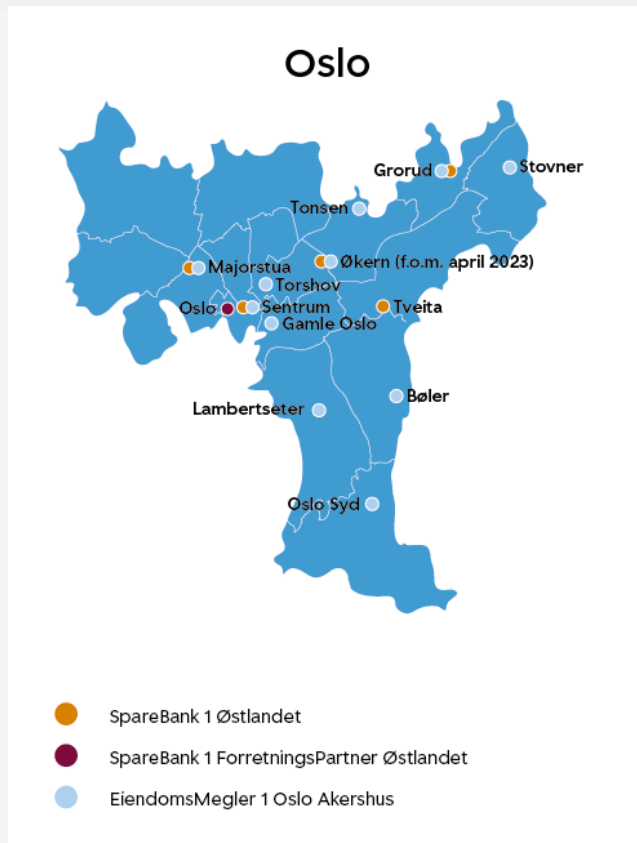 Oslo
Grorud
Stovner
Tonsen
Økern (f.o.m. april 2023)
Majorstua
Torshov
Oslo
Sentrum
Tveita
Gamle Oslo
Bøler
Lambertseter
Oslo Syd
SpareBank 1 Østlandet
SpareBank 1 ForretningsPartner Østlandet
EiendomsMegler 1 Oslo Akershus